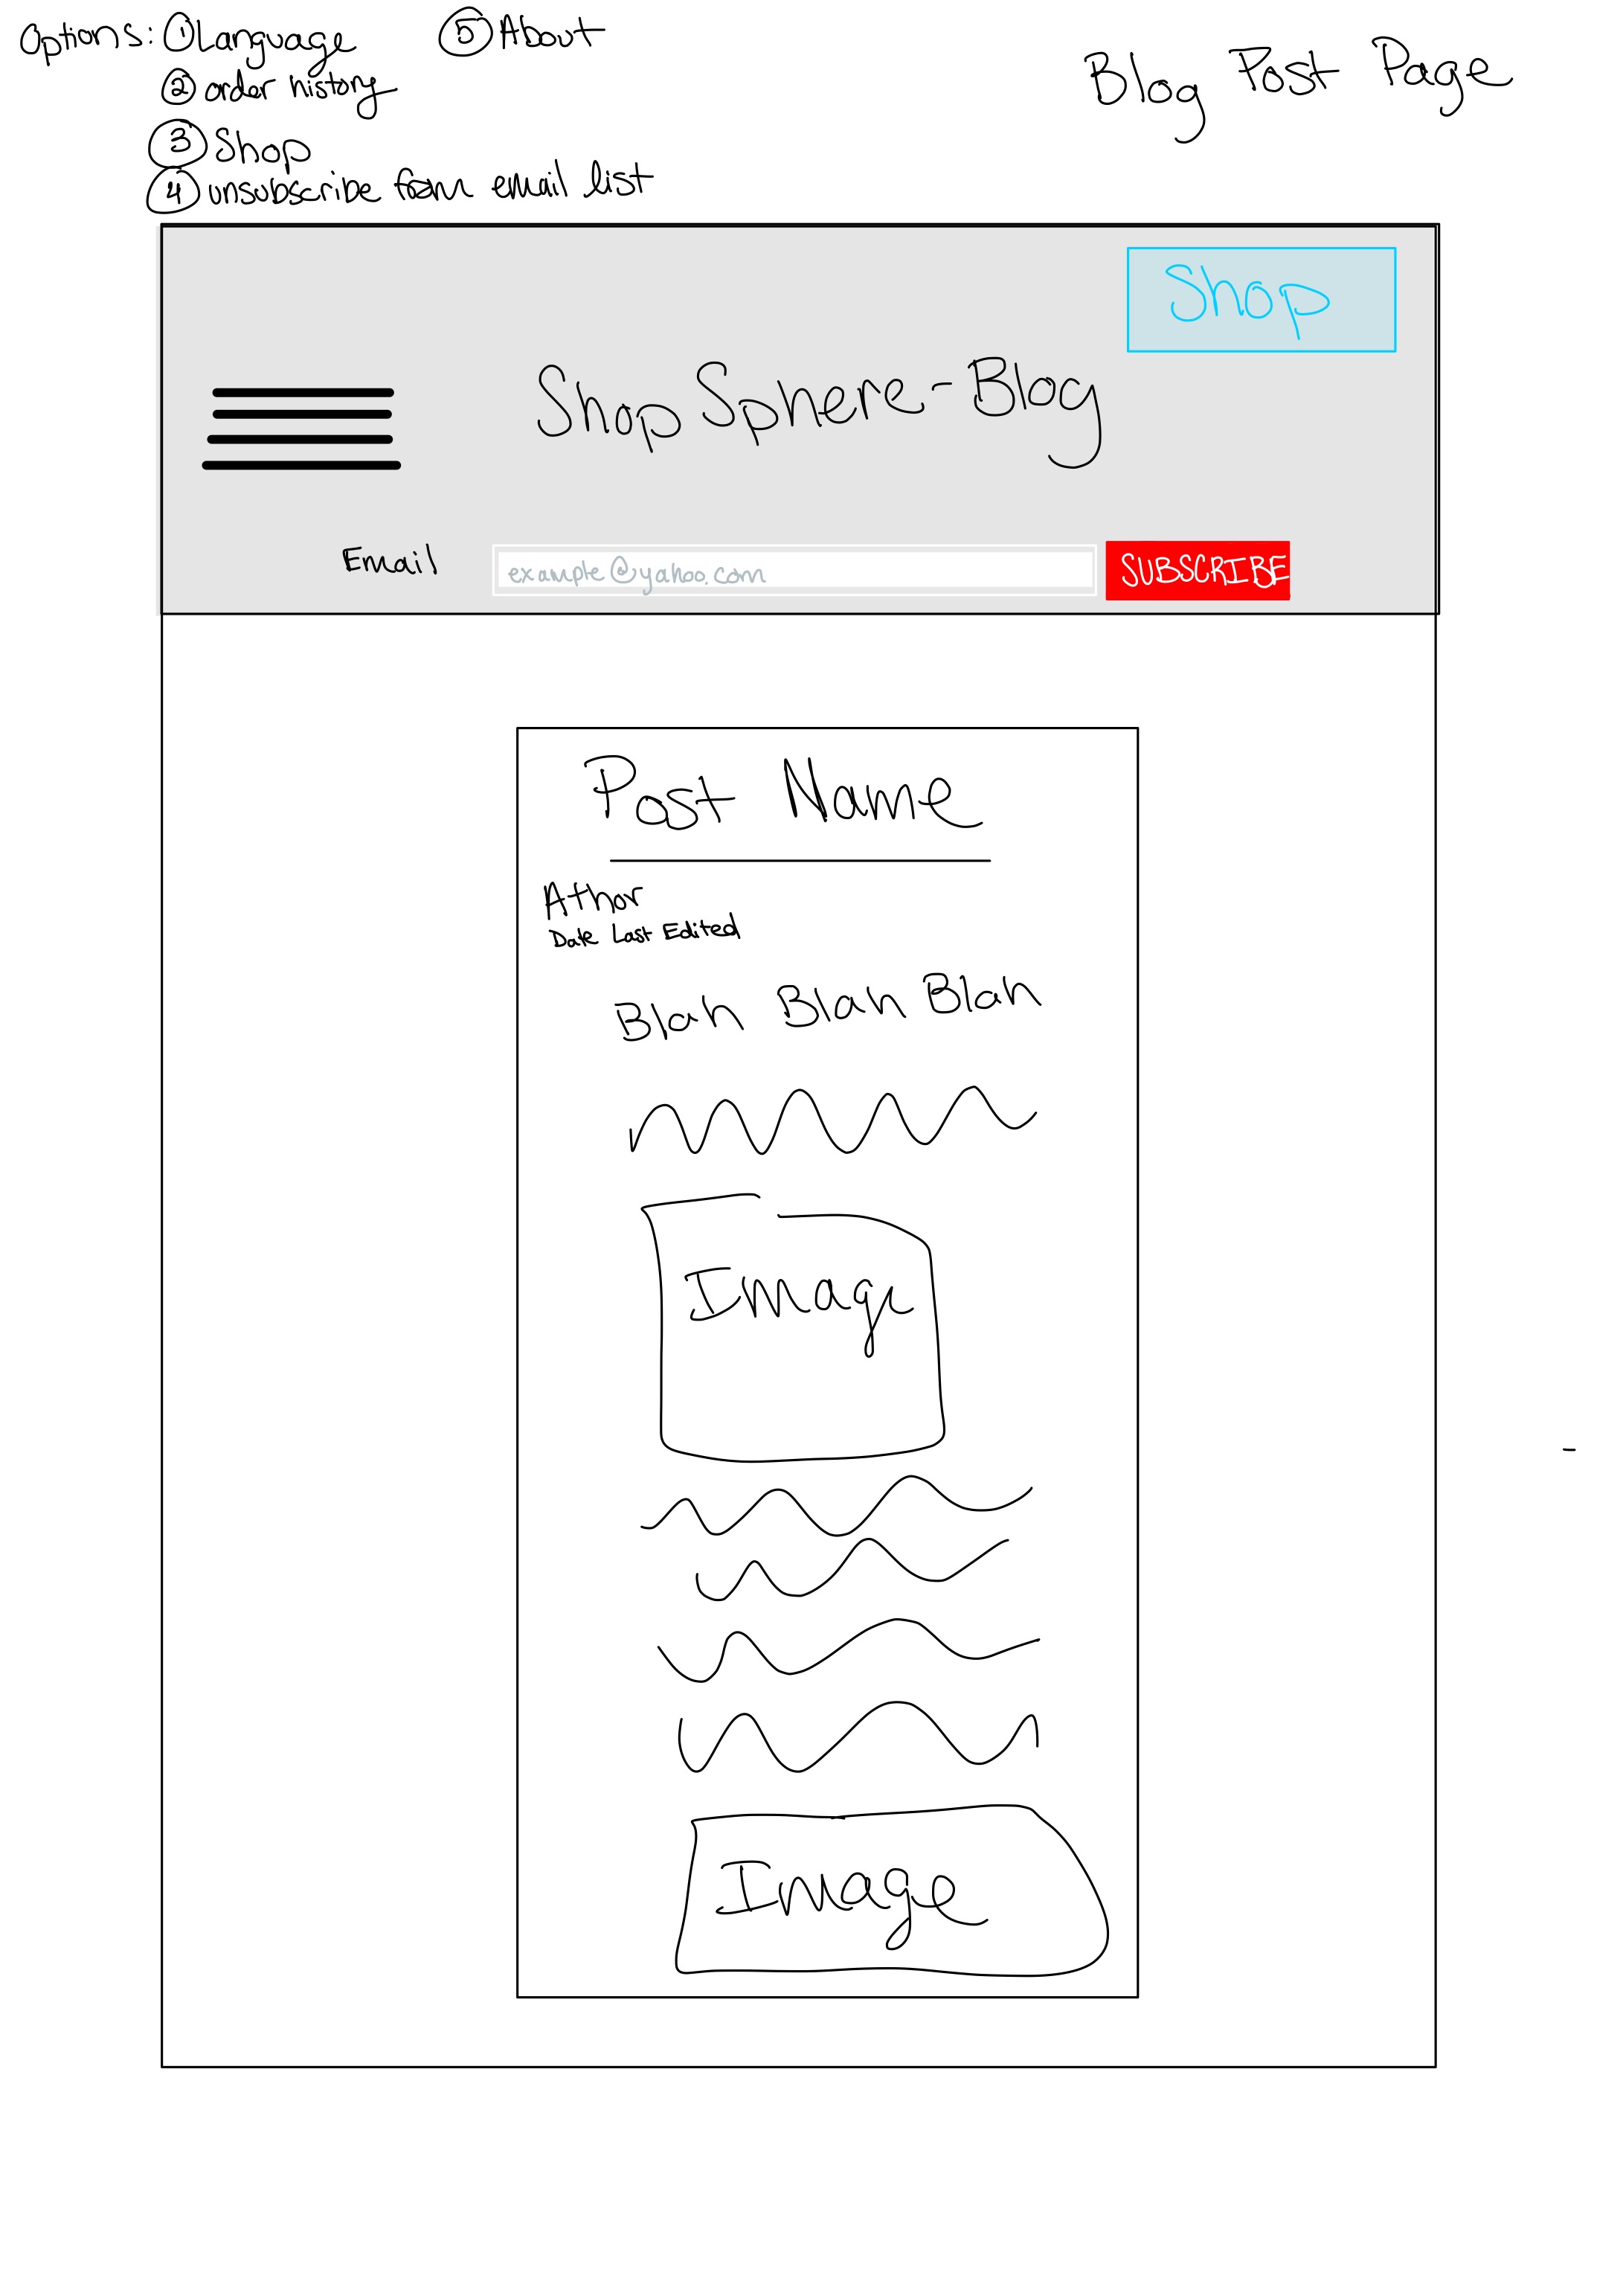 options: ① Language ⑤ About
② order history
③ Shop
④ unsubscribe from email list
Blog Post Page
Shop
Shop Sphere-Blog
Email example@yahoo.com SUBSCRIBE
Post Name
Athor
Date Last Edited
Blah Blah Blah
Image
Image